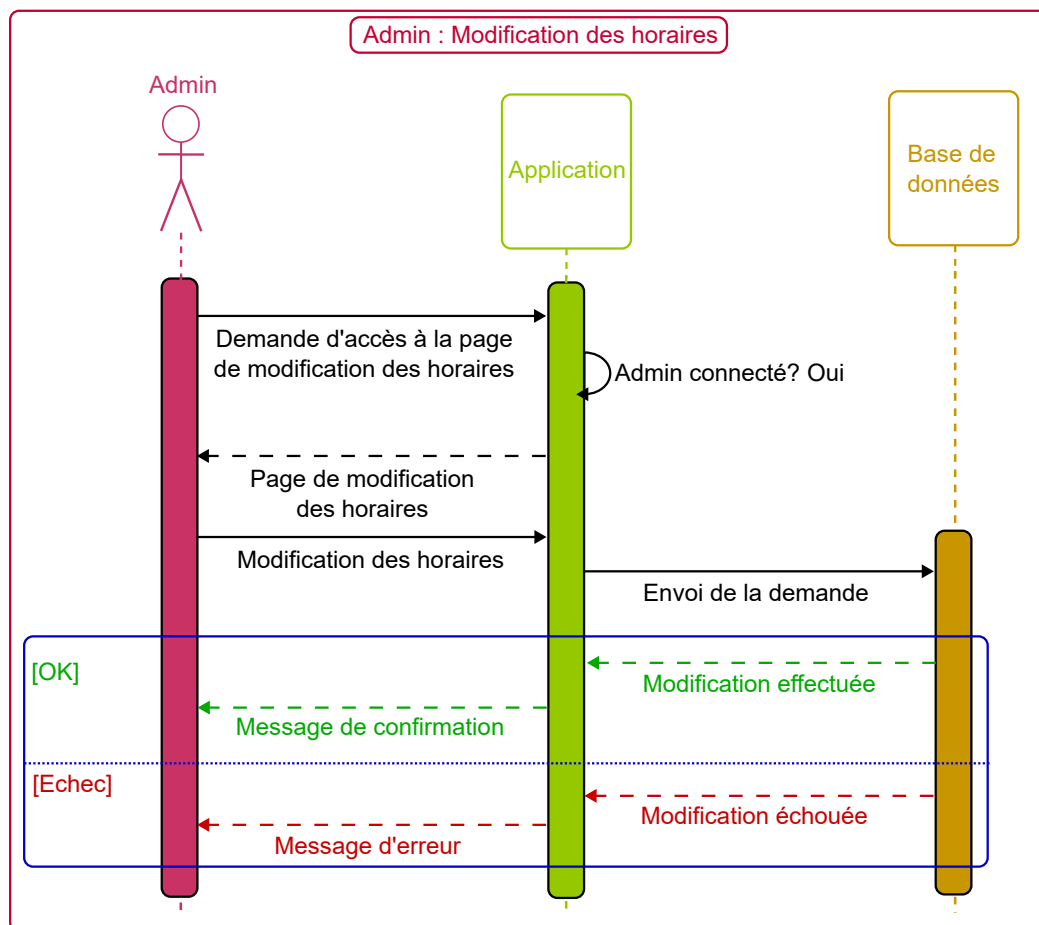 Admin : Modification des horaires
Admin
Application
Base de
données
Demande d'accès à la page
de modification des horaires
Admin connecté? Oui
Page de modification
des horaires
Modification des horaires
Envoi de la demande
[OK]
Modification effectuée
Message de confirmation
[Echec]
Modification échouée
Message d'erreur